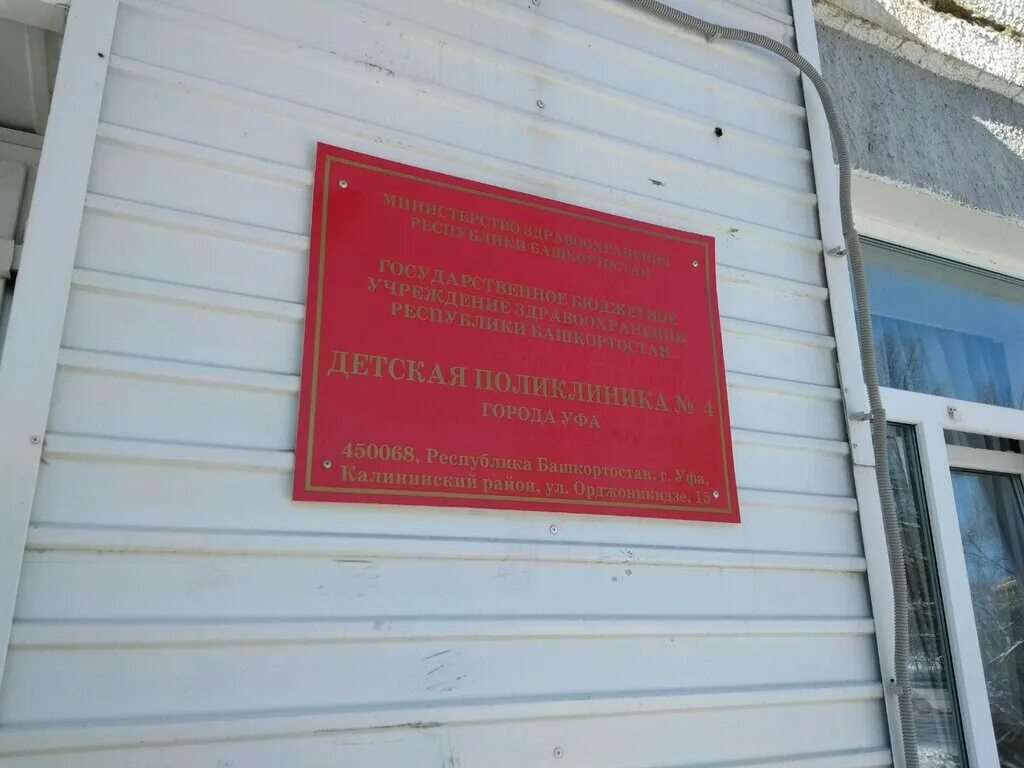 МИНИСТЕРСТВО ЗДРАВООХРАНЕНИЯ
РЕСПУБЛИКИ БАШКОРТОСТАН
ГОСУДАРСТВЕННОЕ БЮДЖЕТНОЕ
УЧРЕЖДЕНИЕ ЗДРАВООХРАНЕНИЯ
РЕСПУБЛИКИ БАШКОРТОСТАН
ДЕТСКАЯ ПОЛИКЛИНИКА № 4
ГОРОДА УФА
450068, Республика Башкортостан, г. Уфа,
Калининский район, ул. Орджоникидзе, 15